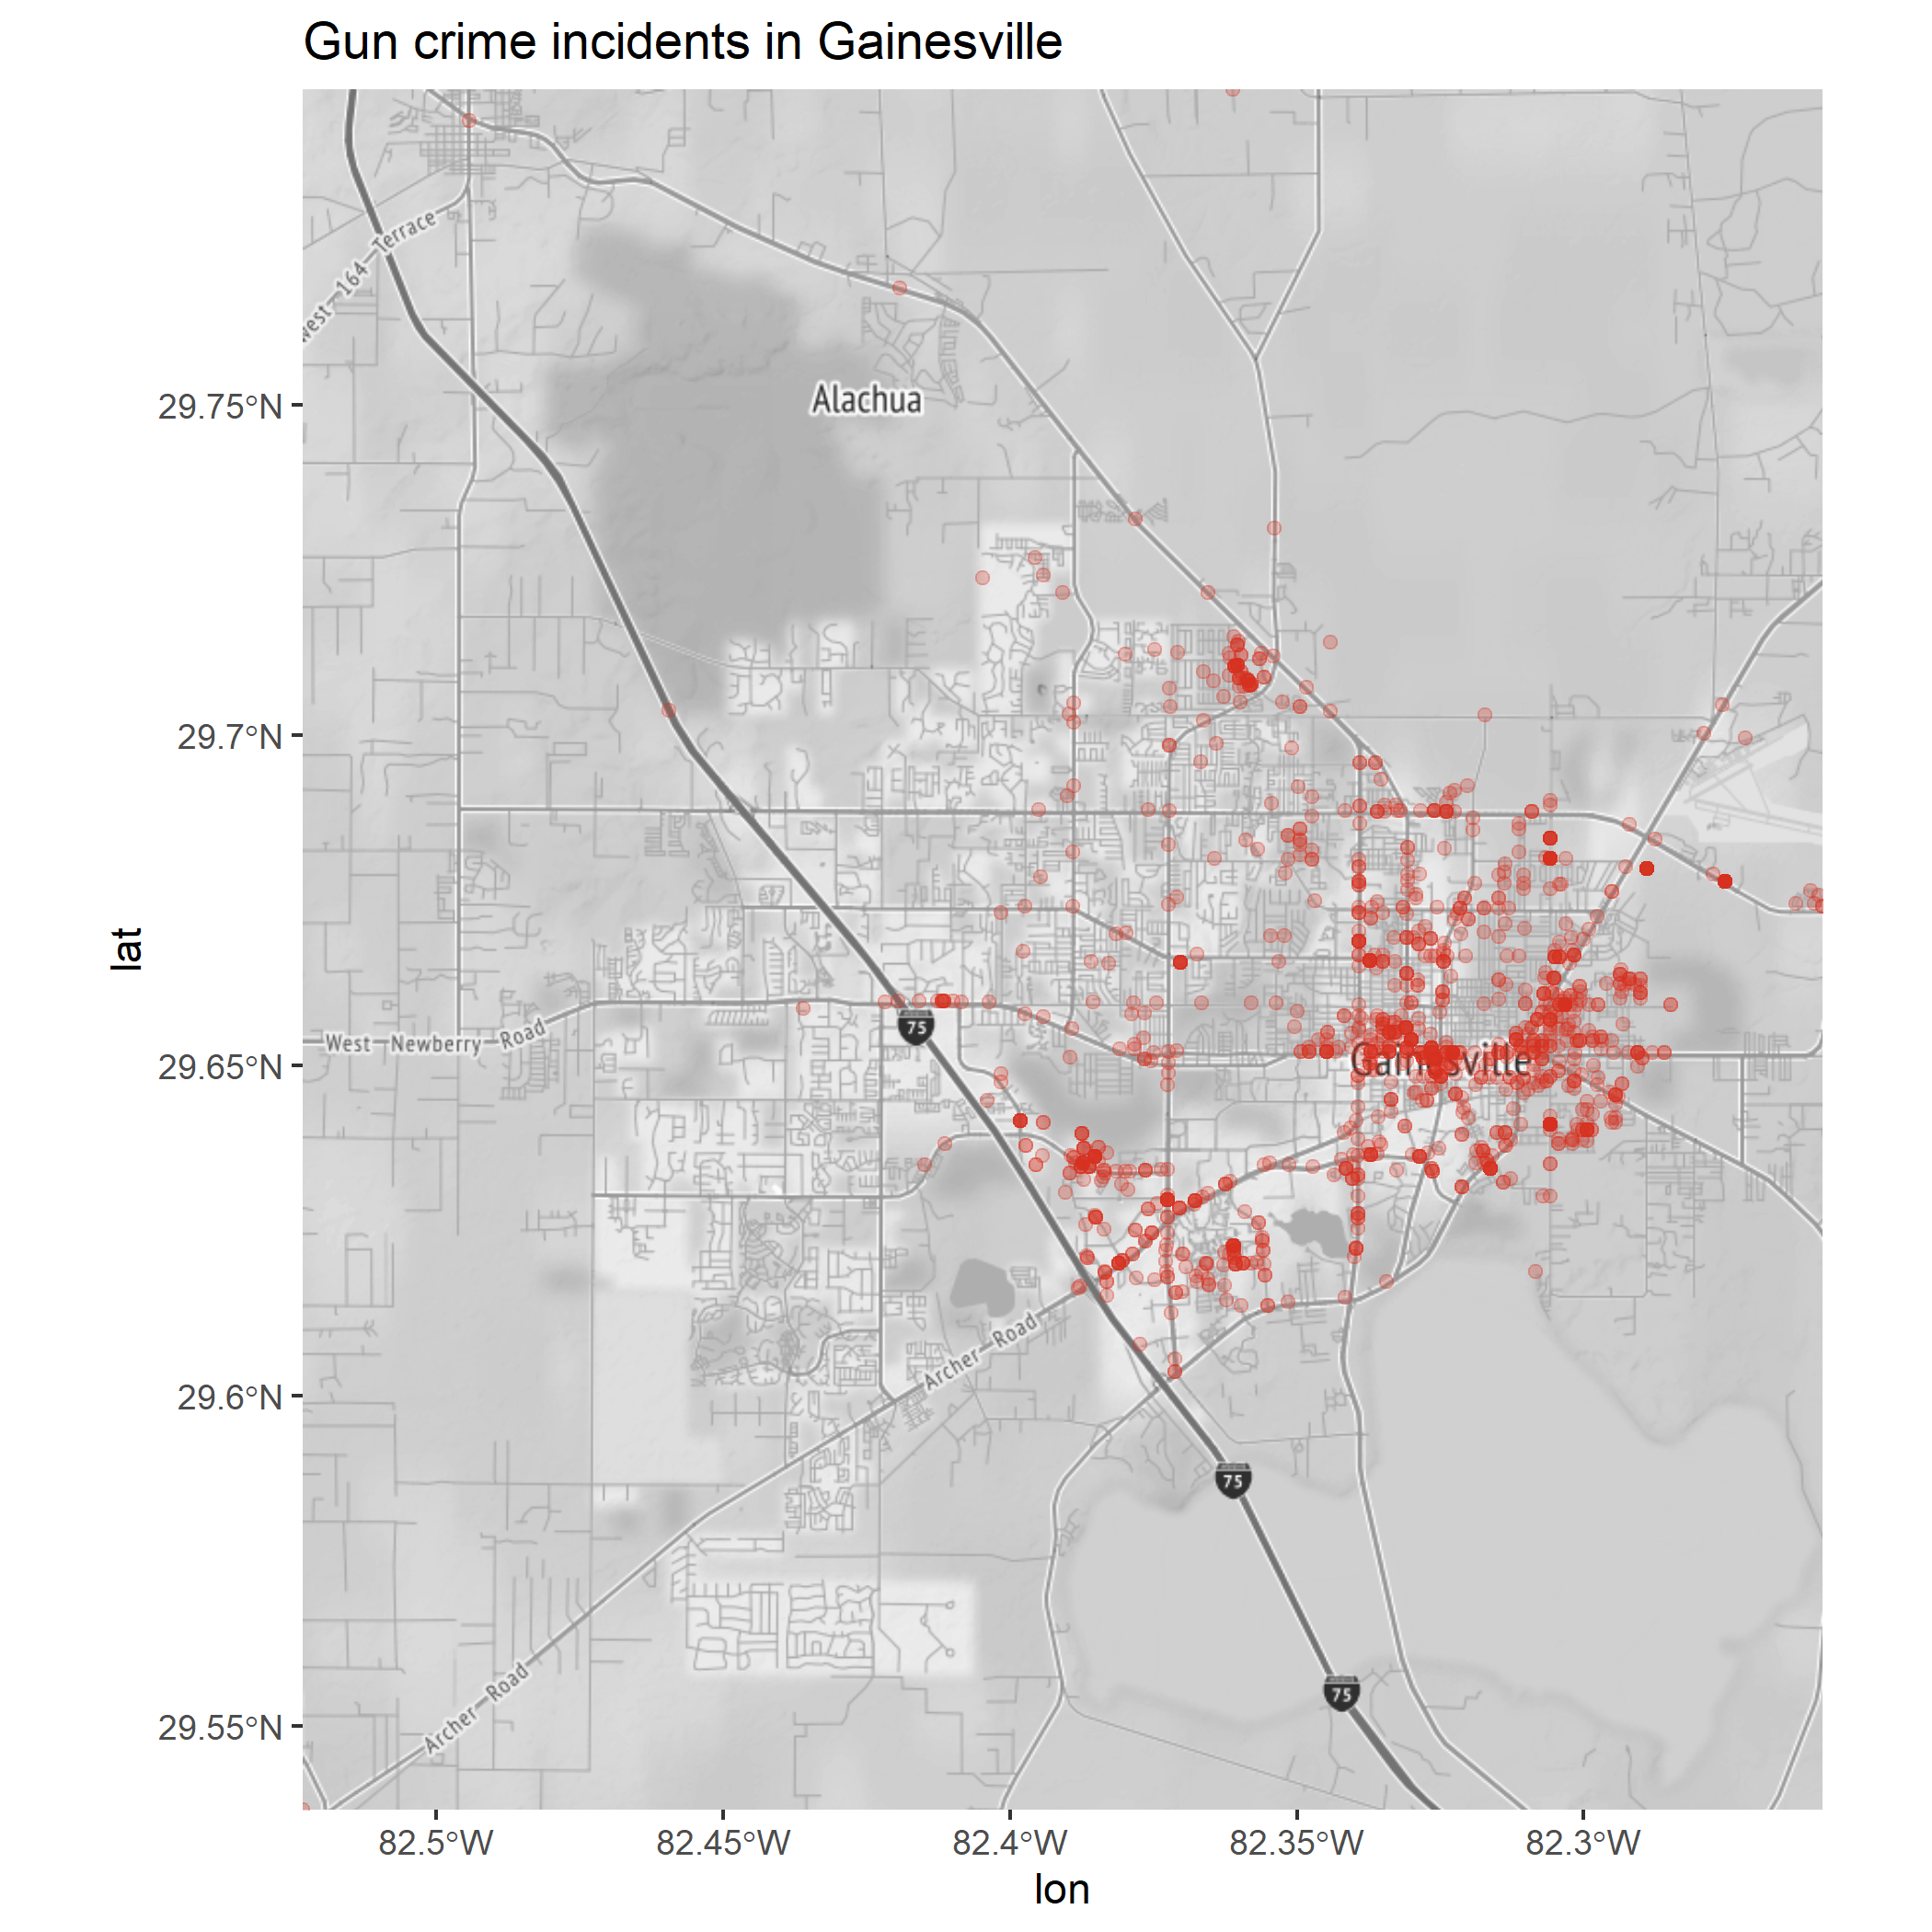 Gun crime incidents in Gainesville
West 164 Terrace
Alachua
29.75°N
29.7°N
lat
75
West Newberry Road
29.65°N
Gainesville
Archer Road
29.6°N
75
75
Archer Road
29.55°N
82.5°W
82.45°W
82.4°W
82.35°W
82.3°W
lon